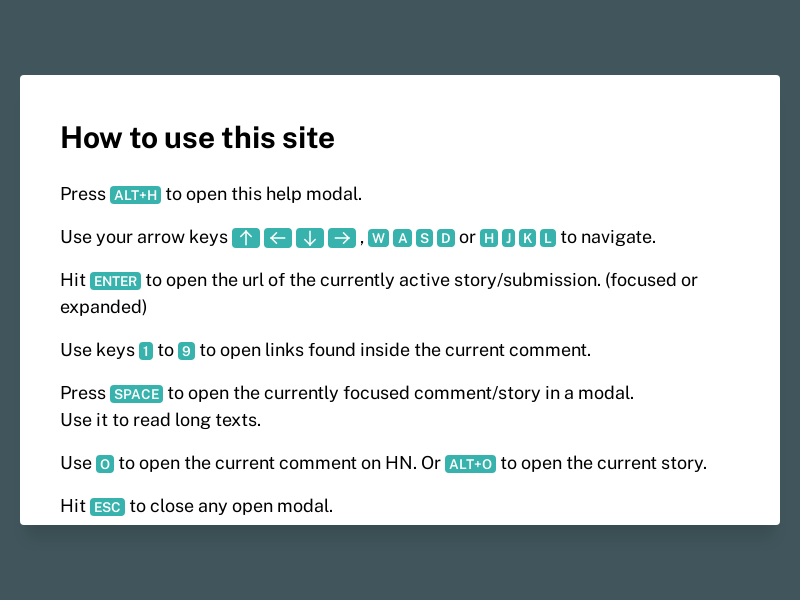 How to use this site
Press ALT+H to open this help modal.
Use your arrow keys ↑ ← ↓ → , W A S D or H J K L to navigate.
Hit ENTER to open the url of the currently active story/submission. (focused or
expanded)
Use keys 1 to 9 to open links found inside the current comment.
Press SPACE to open the currently focused comment/story in a modal.
Use it to read long texts.
Use O to open the current comment on HN. Or ALT+O to open the current story.
Hit ESC to close any open modal.